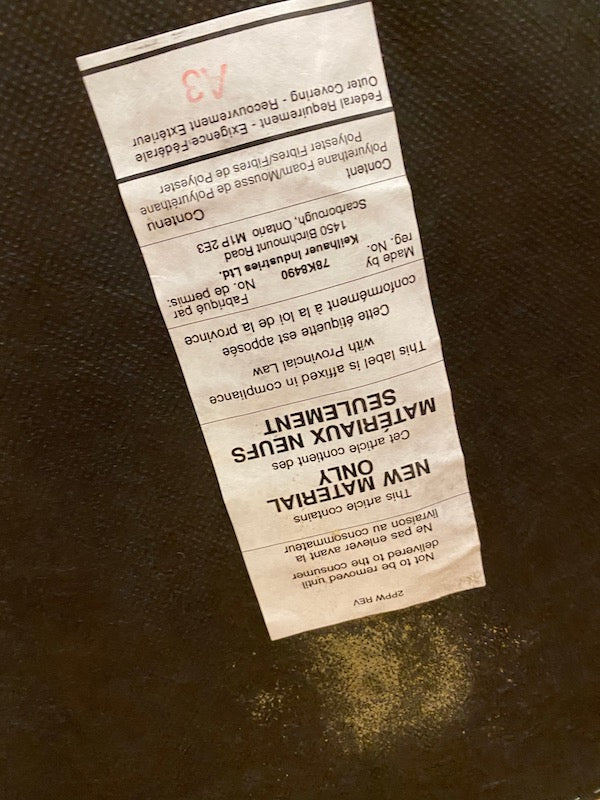 2PPW REV
Not to be removed until
delivered to the consumer
Ne pas enlever avant la
livraison au consommateur
This article contains
NEW MATERIAL
ONLY
Cet article contient des
MATÉRIAUX NEUFS
SEULEMENT
This label is affixed in compliance
with Provincial Law
Cette étiquette est apposée
conformément à la loi de la province
Made by Fabriqué par
reg. No. 78K8490 No. de permis:
Keilhauer Industries Ltd.
1450 Birchmount Road
Scarborough, Ontario M1P 2E3
Content Contenu
Polyurethane Foam/Mousse de Polyuréthane
Polyester Fibres/Fibres de Polyester
Federal Requirement - Exigence Fédérale
Outer Covering - Recouvrement Extérieur
A3